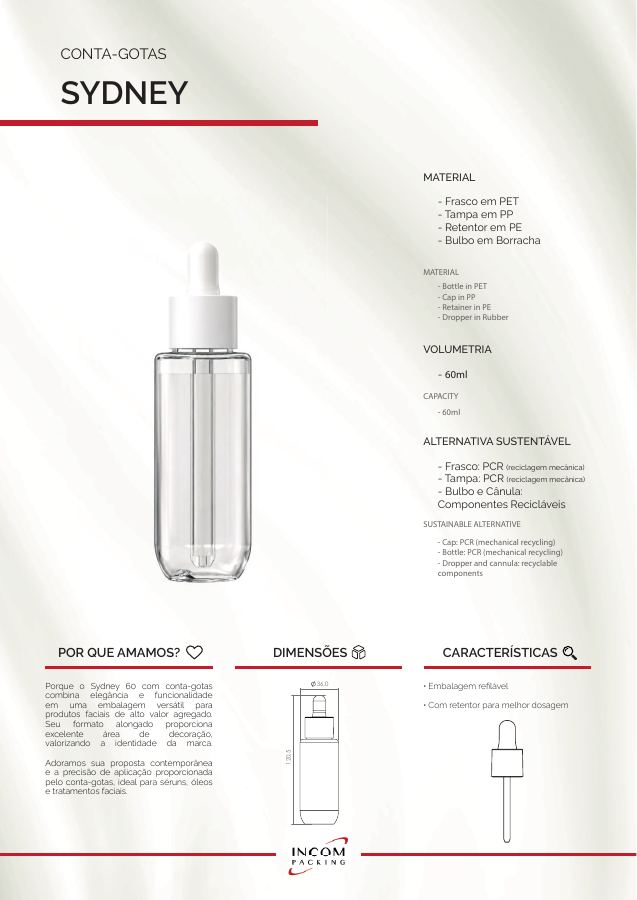 CONTA-GOTAS
SYDNEY
MATERIAL
- Frasco em PET
- Tampa em PP
- Retentor em PE
- Bulbo em Borracha
MATERIAL
- Bottle in PET
- Cap in PP
- Retainer in PE
- Dropper in Rubber
VOLUMETRIA
- 60ml
CAPACITY
- 60ml
ALTERNATIVA SUSTENTÁVEL
- Frasco: PCR (reciclagem mecânica)
- Tampa: PCR (reciclagem mecânica)
- Bulbo e Cânula:
Componentes Recicláveis
SUSTAINABLE ALTERNATIVE
- Cap: PCR (mechanical recycling)
- Bottle: PCR (mechanical recycling)
- Dropper and cannula: recyclable
components
POR QUE AMAMOS?
Porque o Sydney 60 com conta-gotas
combina elegância e funcionalidade
em uma embalagem versátil para
produtos faciais de alto valor agregado.
Seu formato alongado proporciona
excelente área de decoração,
valorizando a identidade da marca.
Adoramos sua proposta contemporânea
e a precisão de aplicação proporcionada
pelo conta-gotas, ideal para séruns, óleos
e tratamentos faciais.
DIMENSÕES
Ø36,0
120,5
CARACTERÍSTICAS
• Embalagem refilável
• Com retentor para melhor dosagem
INCOM
PACKING